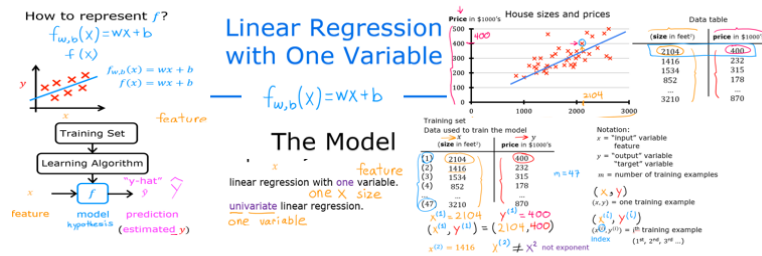 How to represent f?
f_w,b(x)=wx+b
f(x)
f_w,b(x) = wx + b
f(x) = wx + b
y
x
feature
Training Set
Learning Algorithm
x
f
"y-hat"
ŷ
ŷ
feature
model
hypothesis
prediction
(estimated y)
Linear Regression
with One Variable
f_w,b(x)=wx+b
The Model
x
feature
linear regression with one variable.
one x size
univariate linear regression.
one variable
House sizes and prices
Price in $1000's
500
400
400
300
200
100
0
0
1000
2000
3000
2104
Data table
(size in feet²) (price in $1000's)
2104 400
1416 232
1534 315
852 178
... ...
3210 870
Training set
Data used to train the model
x y
(size in feet²) (price in $1000's)
(1) 2104 400
(2) 1416 232
(3) 1534 315
(4) 852 178
... ... ...
(47) 3210 870
m=47
x⁽¹⁾=2104 y⁽¹⁾=400
(x⁽¹⁾, y⁽¹⁾) = (2104,400)
x⁽²⁾ = 1416 x⁽²⁾ ≠ x² not exponent
Notation:
x = "input" variable
feature
y = "output" variable
"target" variable
m = number of training examples
(x,y)
(x, y) = one training example
(x⁽ⁱ⁾, y⁽ⁱ⁾)
(x⁽ⁱ⁾, y⁽ⁱ⁾) = iᵗʰ training example
index (1st, 2nd, 3rd ...)